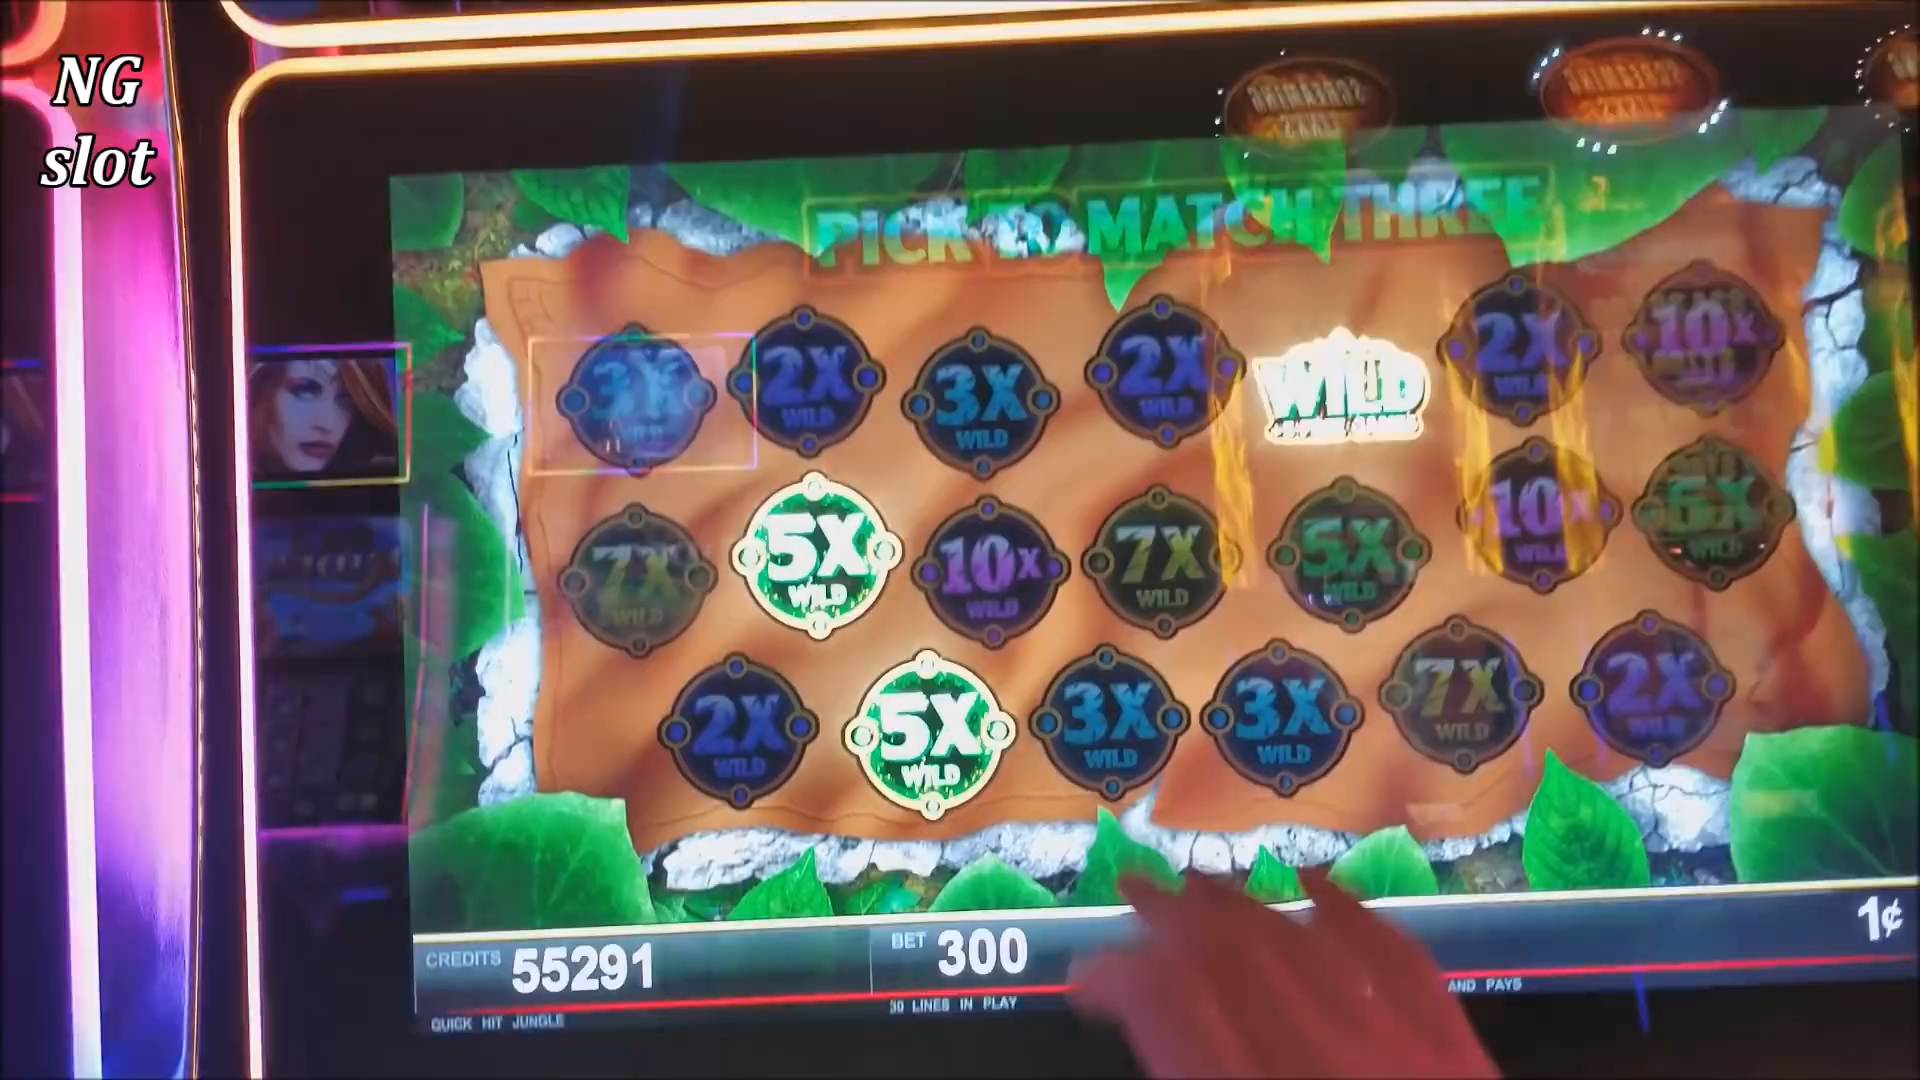 NG
slot
PICK TO MATCH THREE
3X 2X 3X 2X WILD 2X 10X
WILD WILD WILD WILD WILD
7X 5X 10X 7X 5X 10X 5X
WILD WILD WILD WILD WILD WILD WILD
2X 5X 3X 3X 7X 2X
WILD WILD WILD WILD WILD WILD
CREDITS 55291 BET 300 1¢
30 LINES IN PLAY AND PAYS
QUICK HIT JUNGLE